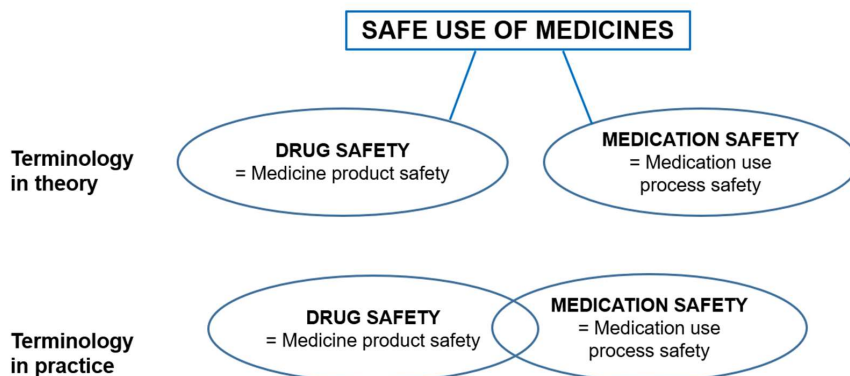 SAFE USE OF MEDICINES
Terminology
in theory
DRUG SAFETY
= Medicine product safety
MEDICATION SAFETY
= Medication use
process safety
Terminology
in practice
DRUG SAFETY
= Medicine product safety
MEDICATION SAFETY
= Medication use
process safety